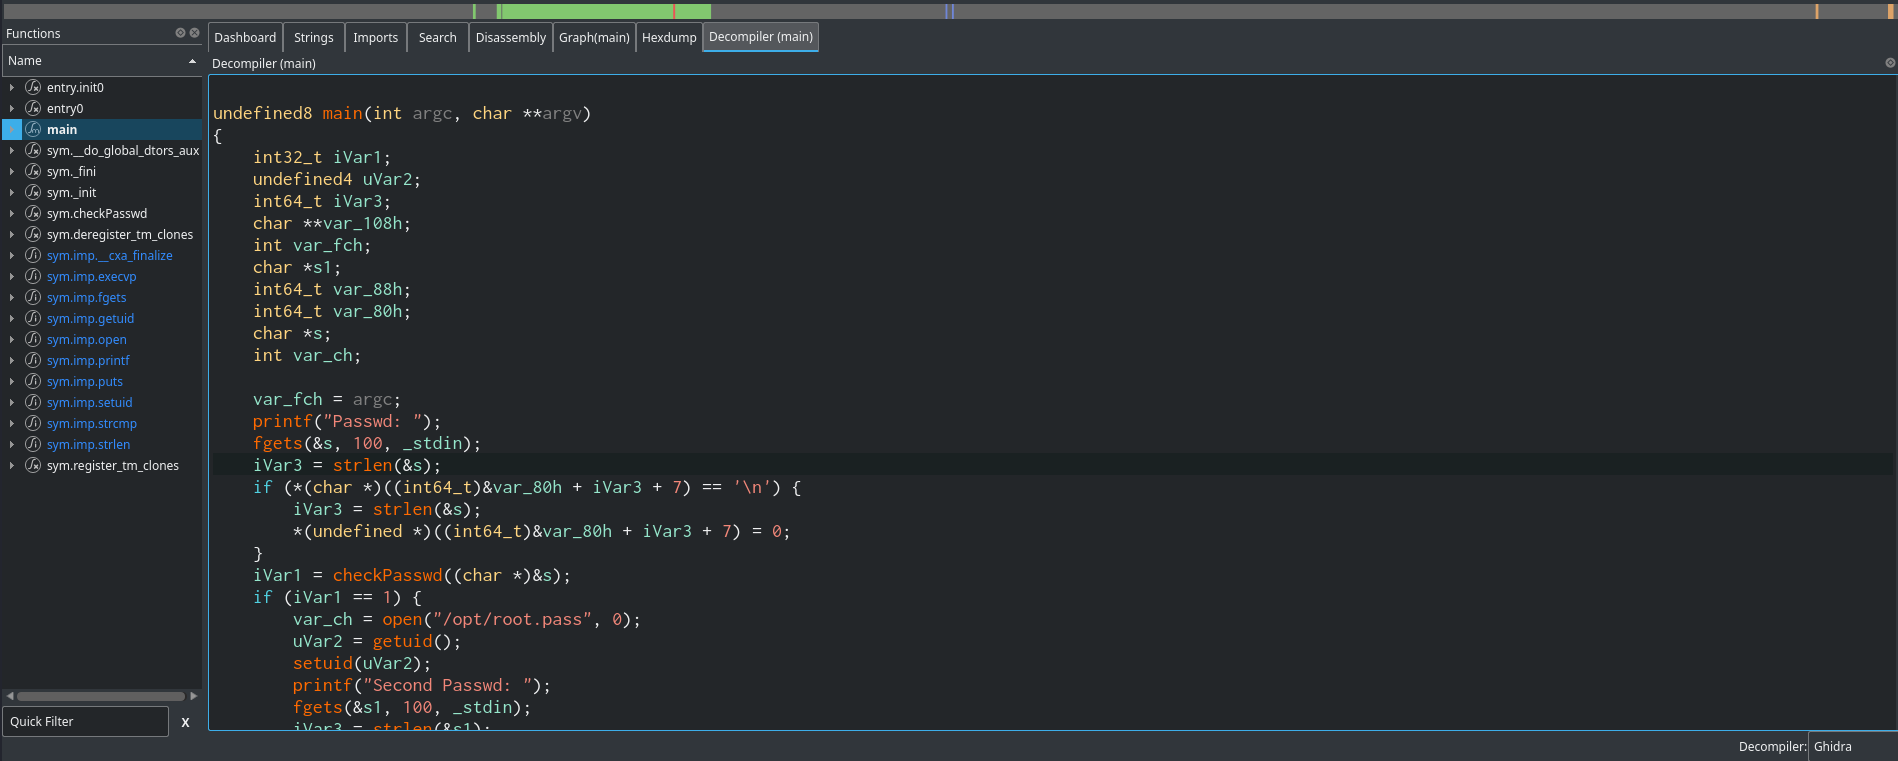 Functions
Name
entry.init0
entry0
main
sym.__do_global_dtors_aux
sym._fini
sym._init
sym.checkPasswd
sym.deregister_tm_clones
sym.imp.__cxa_finalize
sym.imp.execvp
sym.imp.fgets
sym.imp.getuid
sym.imp.open
sym.imp.printf
sym.imp.puts
sym.imp.setuid
sym.imp.strcmp
sym.imp.strlen
sym.register_tm_clones
Quick Filter X
Dashboard Strings Imports Search Disassembly Graph(main) Hexdump Decompiler (main)
Decompiler (main)
undefined8 main(int argc, char **argv)
{
    int32_t iVar1;
    undefined4 uVar2;
    int64_t iVar3;
    char **var_108h;
    int var_fch;
    char *s1;
    int64_t var_88h;
    int64_t var_80h;
    char *s;
    int var_ch;
    var_fch = argc;
    printf("Passwd: ");
    fgets(&s, 100, _stdin);
    iVar3 = strlen(&s);
    if (*(char *)((int64_t)&var_80h + iVar3 + 7) == '\n') {
        iVar3 = strlen(&s);
        *(undefined *)((int64_t)&var_80h + iVar3 + 7) = 0;
    }
    iVar1 = checkPasswd((char *)&s);
    if (iVar1 == 1) {
        var_ch = open("/opt/root.pass", 0);
        uVar2 = getuid();
        setuid(uVar2);
        printf("Second Passwd: ");
        fgets(&s1, 100, _stdin);
        iVar3 = strlen(&s1);
Decompiler: Ghidra